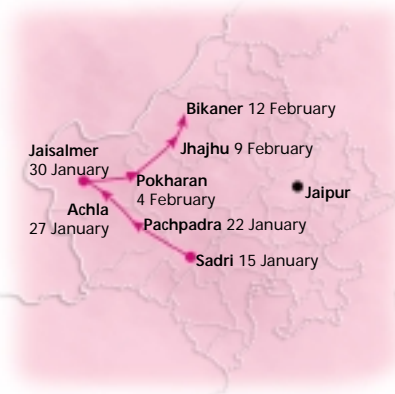 Bikaner 12 February
Jhajhu 9 February
Jaisalmer
30 January
Pokharan
4 February
Jaipur
Achla
27 January
Pachpadra 22 January
Sadri 15 January